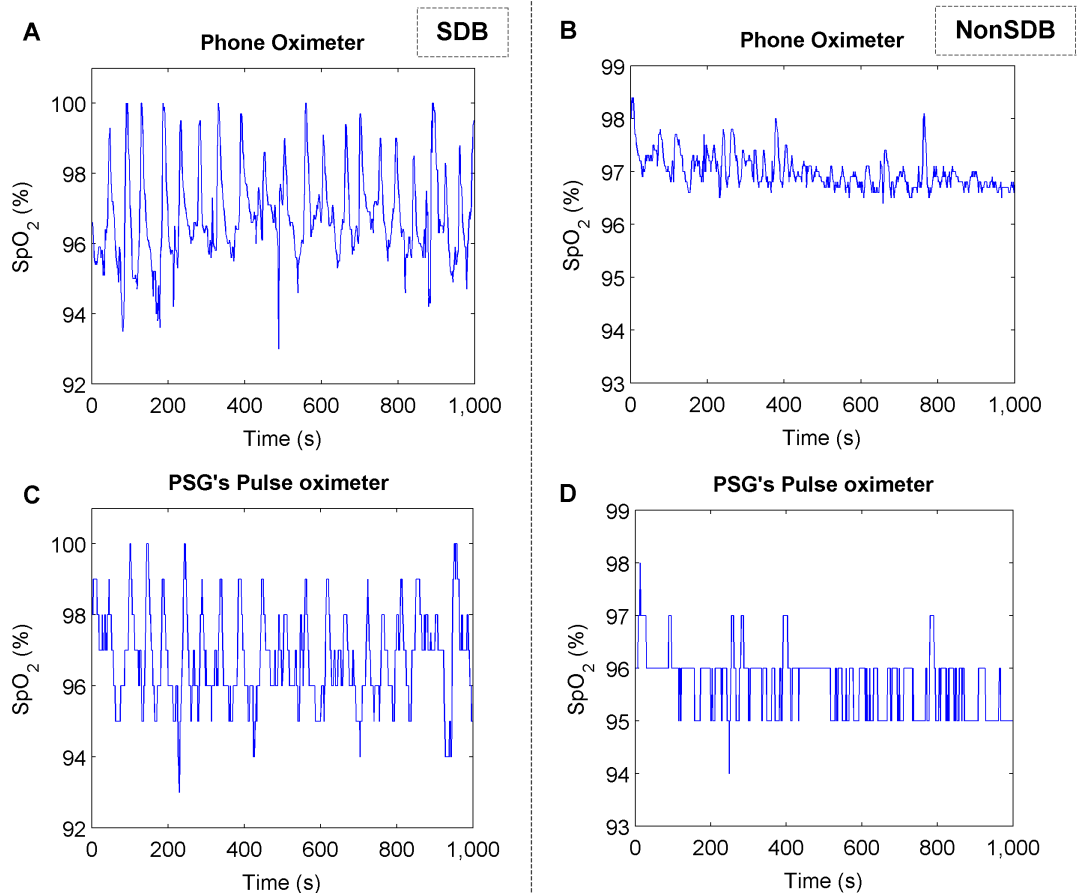 A
SDB
Phone Oximeter
SpO2 (%)
100
98
96
94
92
0 200 400 600 800 1,000
Time (s)
B
NonSDB
Phone Oximeter
SpO2 (%)
99
98
97
96
95
94
93
0 200 400 600 800 1,000
Time (s)
C
PSG's Pulse oximeter
SpO2 (%)
100
98
96
94
92
0 200 400 600 800 1,000
Time (s)
D
PSG's Pulse oximeter
SpO2 (%)
99
98
97
96
95
94
93
0 200 400 600 800 1,000
Time (s)